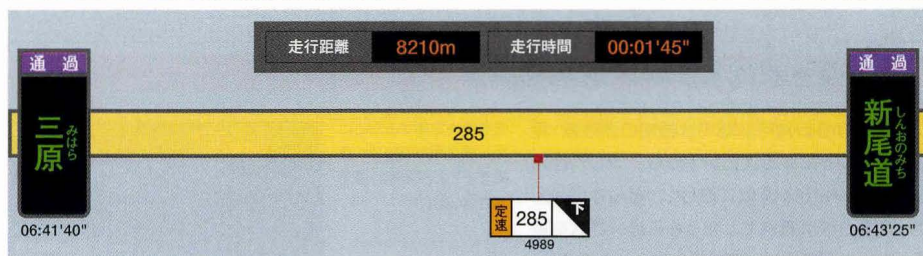 走行距離 8210m 走行時間 00:01'45"
通過
三原
みはら
06:41'40"
285
定速 285 下
4989
通過
新尾道
しんおのみち
06:43'25"